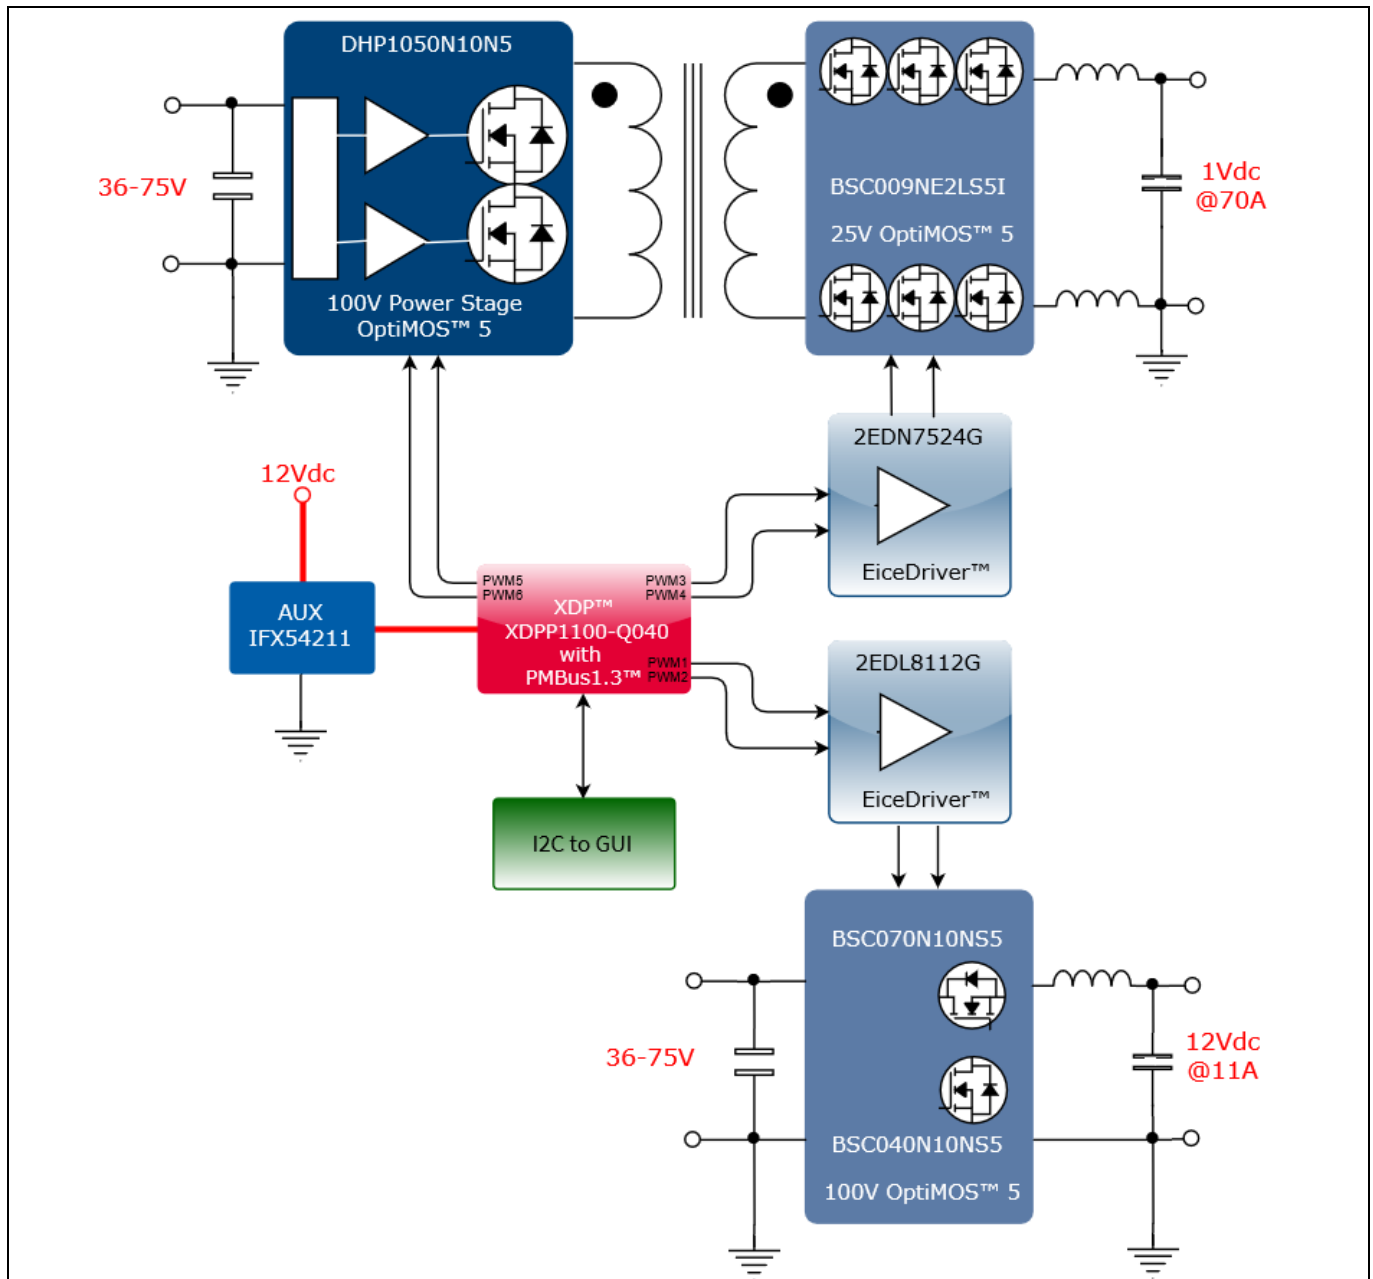 DHP1050N10N5
36-75V
100V Power Stage
OptiMOS™ 5
BSC009NE2LS5I
25V OptiMOS™ 5
1Vdc
@70A
2EDN7524G
EiceDriver™
12Vdc
AUX
IFX54211
PWM5
PWM6
PWM3
PWM4
XDP™
XDPP1100-Q040
with
PMBus1.3™
PWM1
PWM2
2EDL8112G
EiceDriver™
I2C to GUI
BSC070N10NS5
36-75V
12Vdc
@11A
BSC040N10NS5
100V OptiMOS™ 5